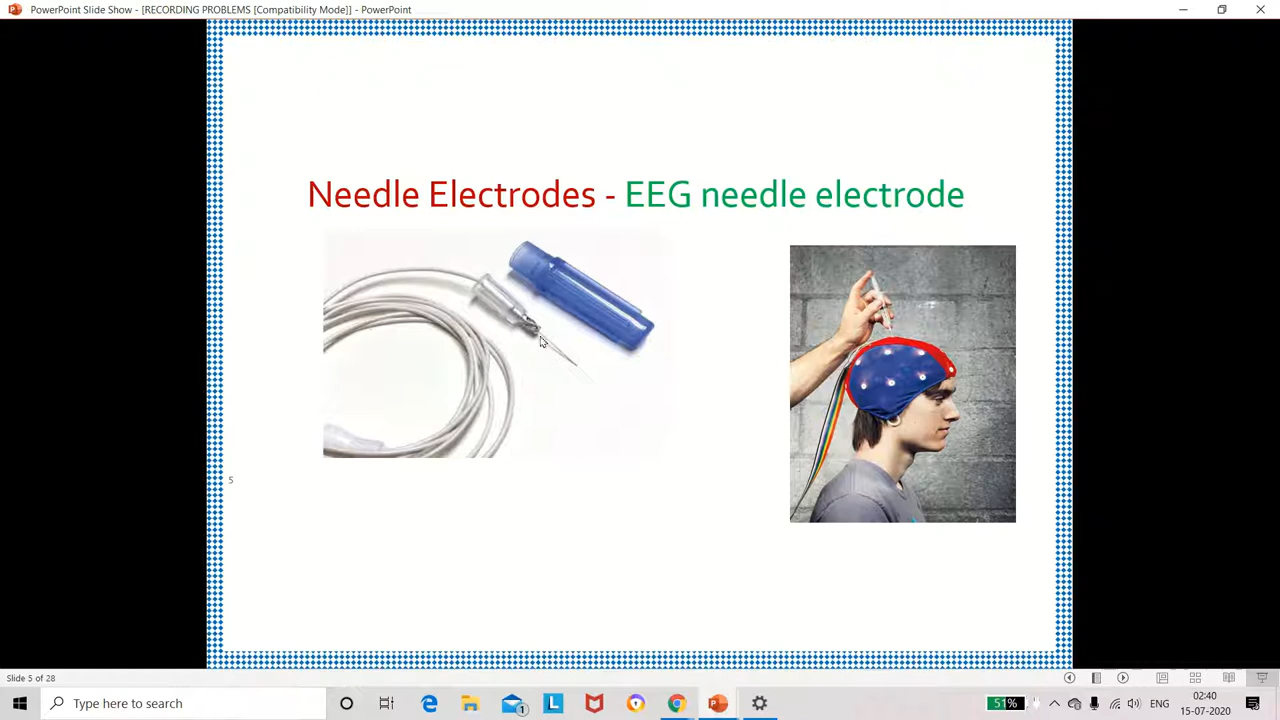 PowerPoint Slide Show - [RECORDING PROBLEMS [Compatibility Mode]] - PowerPoint
Needle Electrodes - EEG needle electrode
5
Slide 5 of 28
Type here to search
1
L
51%
ENG
02:40
15-07-2020